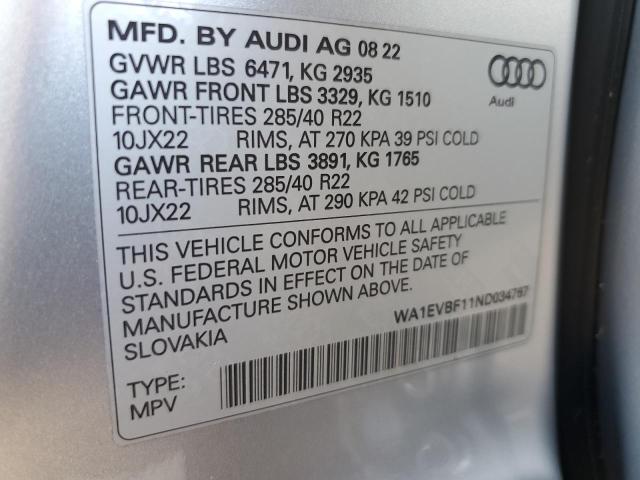 MFD. BY AUDI AG 08 22
GVWR LBS 6471, KG 2935
GAWR FRONT LBS 3329, KG 1510
FRONT-TIRES 285/40 R22
10JX22 RIMS, AT 270 KPA 39 PSI COLD
GAWR REAR LBS 3891, KG 1765
REAR-TIRES 285/40 R22
10JX22 RIMS, AT 290 KPA 42 PSI COLD
Audi
THIS VEHICLE CONFORMS TO ALL APPLICABLE
U.S. FEDERAL MOTOR VEHICLE SAFETY
STANDARDS IN EFFECT ON THE DATE OF
MANUFACTURE SHOWN ABOVE.
SLOVAKIA
WA1EVBF11ND034767
TYPE:
MPV